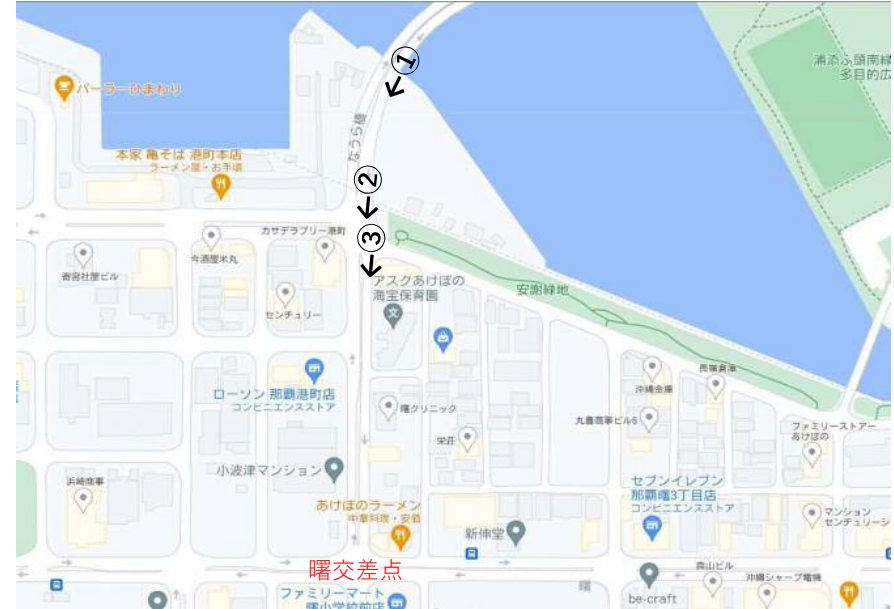 浦添ふ頭南緑
多目的広
①
パーラーひまわり
なうら橋
本家 亀そば 港町本店
ラーメン屋・お手頃
②
③
カサデラブリー港町
今酒屋米丸
寄宮社屋ビル
センチュリー
アスクあけぼの
海宝保育園
安謝緑地
ローソン 那覇港町店
コンビニエンスストア
沖縄金庫
長嶺倉庫
曙クリニック
丸豊商事ビル6
栄荘
ファミリーストアー
あけぼの
小波津マンション
浜崎商事
セブンイレブン
那覇曙3丁目店
コンビニエンスストア
あけぼのラーメン
中華料理・安価
新伸堂
マンション
センチュリージ
曙交差点
森山ビル
沖縄シャープ電機
曙
be-craft
ファミリーマート
曙小学校前店